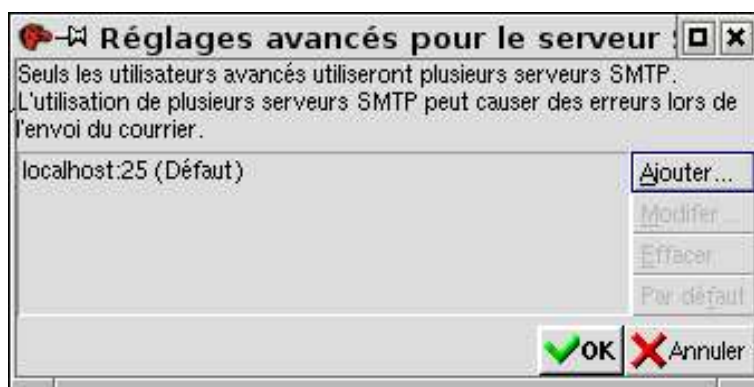 Réglages avancés pour le serveur
Seuls les utilisateurs avancés utiliseront plusieurs serveurs SMTP.
L'utilisation de plusieurs serveurs SMTP peut causer des erreurs lors de
l'envoi du courrier.
localhost:25 (Défaut)
Ajouter...
Modifer...
Effacer
Par défaut
OK
Annuler